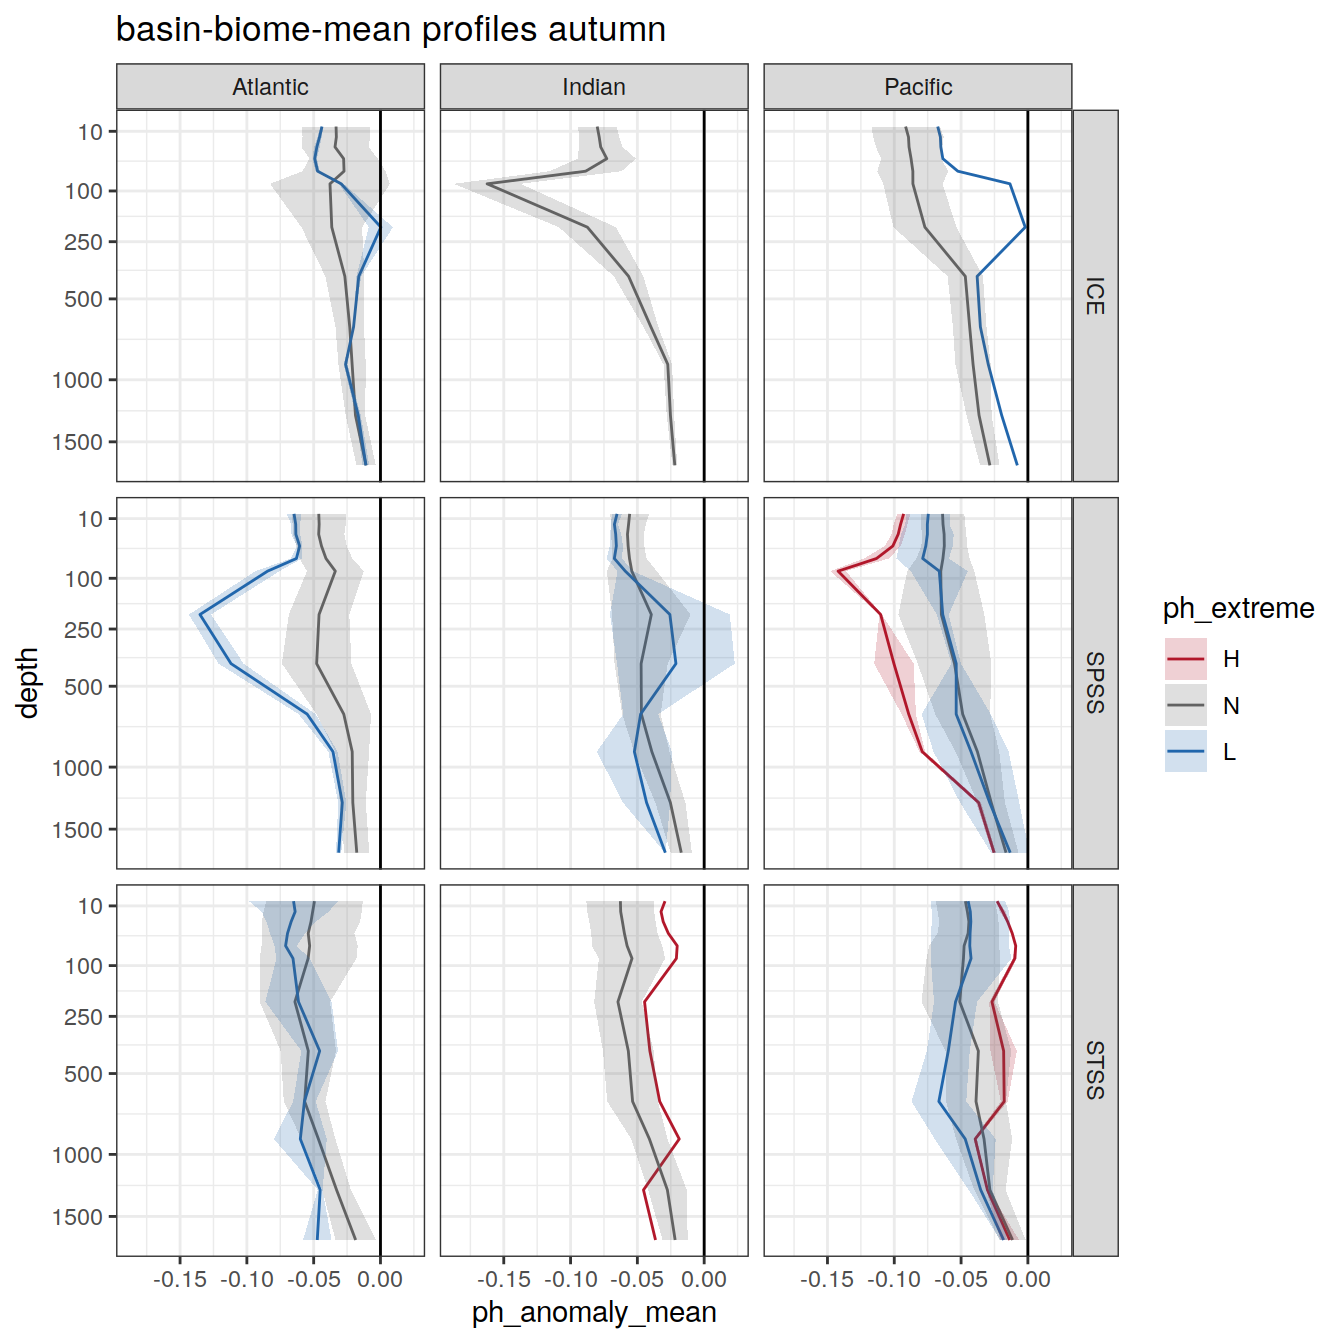 basin-biome-mean profiles autumn
Atlantic Indian Pacific
10
100
250
500
1000
1500
ICE
10
100
250
500
1000
1500
SPSS
10
100
250
500
1000
1500
STSS
depth
-0.15 -0.10 -0.05 0.00 -0.15 -0.10 -0.05 0.00 -0.15 -0.10 -0.05 0.00
ph_anomaly_mean
ph_extreme
H
N
L